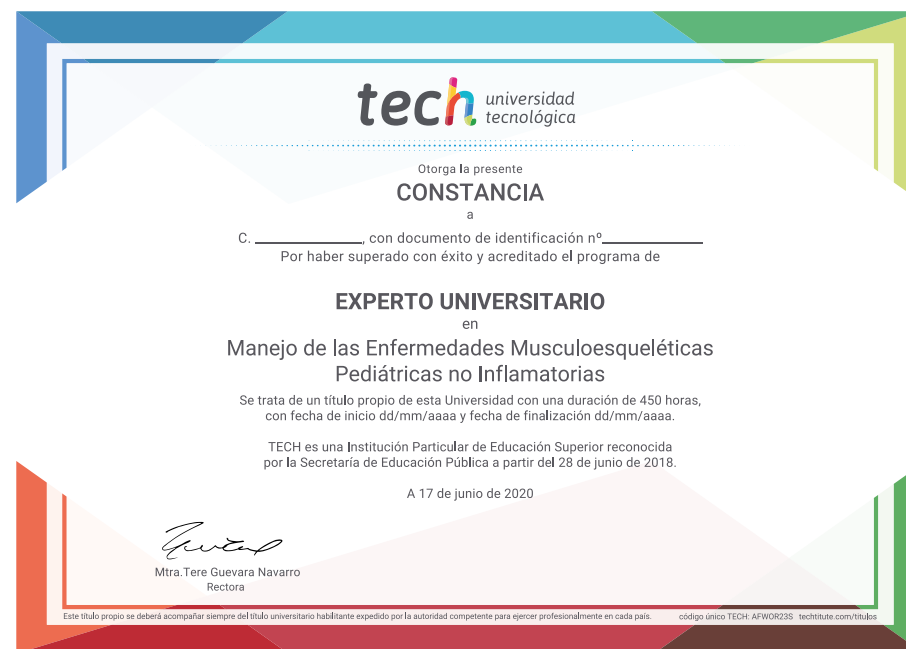 tech universidad
tecnológica
Otorga la presente
CONSTANCIA
a
C. ____________, con documento de identificación nº____________
Por haber superado con éxito y acreditado el programa de
EXPERTO UNIVERSITARIO
en
Manejo de las Enfermedades Musculoesqueléticas
Pediátricas no Inflamatorias
Se trata de un título propio de esta Universidad con una duración de 450 horas,
con fecha de inicio dd/mm/aaaa y fecha de finalización dd/mm/aaaa.
TECH es una Institución Particular de Educación Superior reconocida
por la Secretaría de Educación Pública a partir del 28 de junio de 2018.
A 17 de junio de 2020
Mtra.Tere Guevara Navarro
Rectora
Este título propio se deberá acompañar siempre del título universitario habilitante expedido por la autoridad competente para ejercer profesionalmente en cada país. código único TECH: AFWOR23S techtitute.com/titulos